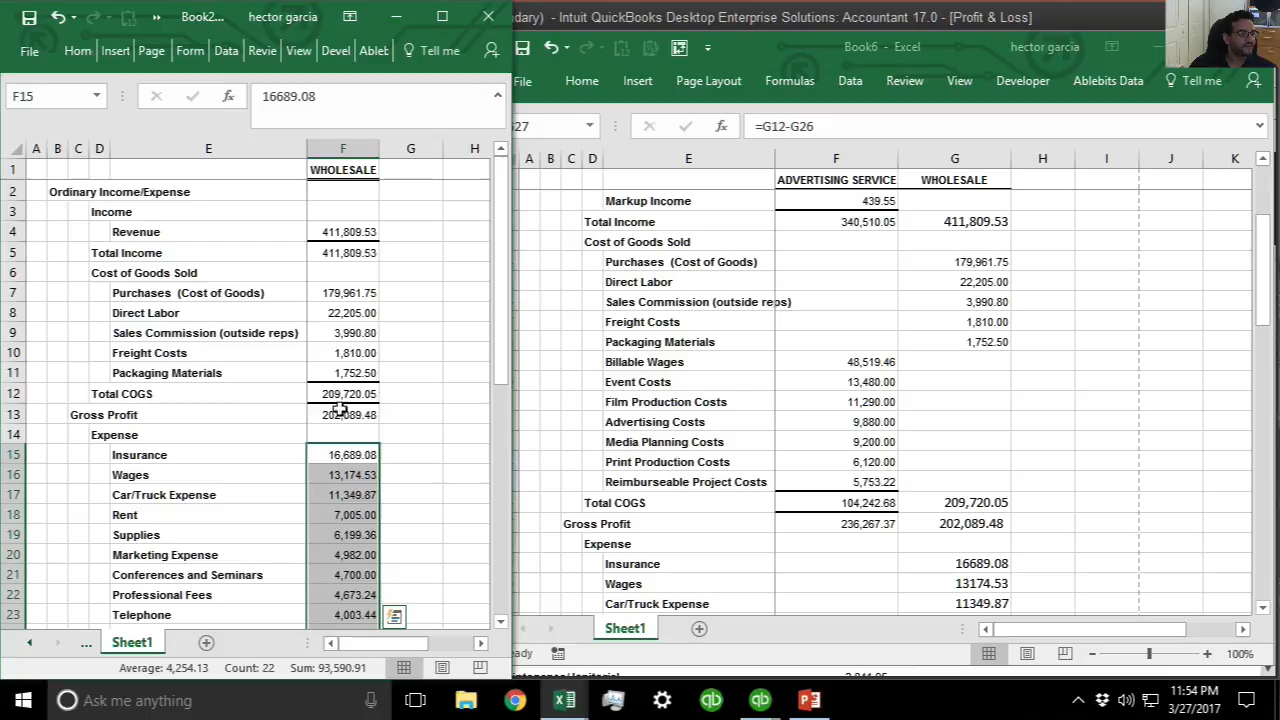 Book2... hector garcia
File Hom Insert Page Form Data Revie View Devel Ablet Tell me
F15 fx 16689.08
A B C D E F G H
1 WHOLESALE
2 Ordinary Income/Expense
3 Income
4 Revenue 411,809.53
5 Total Income 411,809.53
6 Cost of Goods Sold
7 Purchases (Cost of Goods) 179,961.75
8 Direct Labor 22,205.00
9 Sales Commission (outside reps) 3,990.80
10 Freight Costs 1,810.00
11 Packaging Materials 1,752.50
12 Total COGS 209,720.05
13 Gross Profit 202,089.48
14 Expense
15 Insurance 16,689.08
16 Wages 13,174.53
17 Car/Truck Expense 11,349.87
18 Rent 7,005.00
19 Supplies 6,199.36
20 Marketing Expense 4,982.00
21 Conferences and Seminars 4,700.00
22 Professional Fees 4,673.24
23 Telephone 4,003.44
... Sheet1
Average: 4,254.13 Count: 22 Sum: 93,590.91
dary) - Intuit QuickBooks Desktop Enterprise Solutions: Accountant 17.0 - [Profit & Loss]
Book6 - Excel hector garcia
File Home Insert Page Layout Formulas Data Review View Developer Ablebits Data Tell me
27 fx =G12-G26
A B C D E F G H I J K
ADVERTISING SERVICE WHOLESALE
Markup Income 439.55
Total Income 340,510.05 411,809.53
Cost of Goods Sold
Purchases (Cost of Goods) 179,961.75
Direct Labor 22,205.00
Sales Commission (outside reps) 3,990.80
Freight Costs 1,810.00
Packaging Materials 1,752.50
Billable Wages 48,519.46
Event Costs 13,480.00
Film Production Costs 11,290.00
Advertising Costs 9,880.00
Media Planning Costs 9,200.00
Print Production Costs 6,120.00
Reimburseable Project Costs 5,753.22
Total COGS 104,242.68 209,720.05
Gross Profit 236,267.37 202,089.48
Expense
Insurance 16689.08
Wages 13174.53
Car/Truck Expense 11349.87
Sheet1
ady 100%
Ask me anything
11:54 PM
3/27/2017